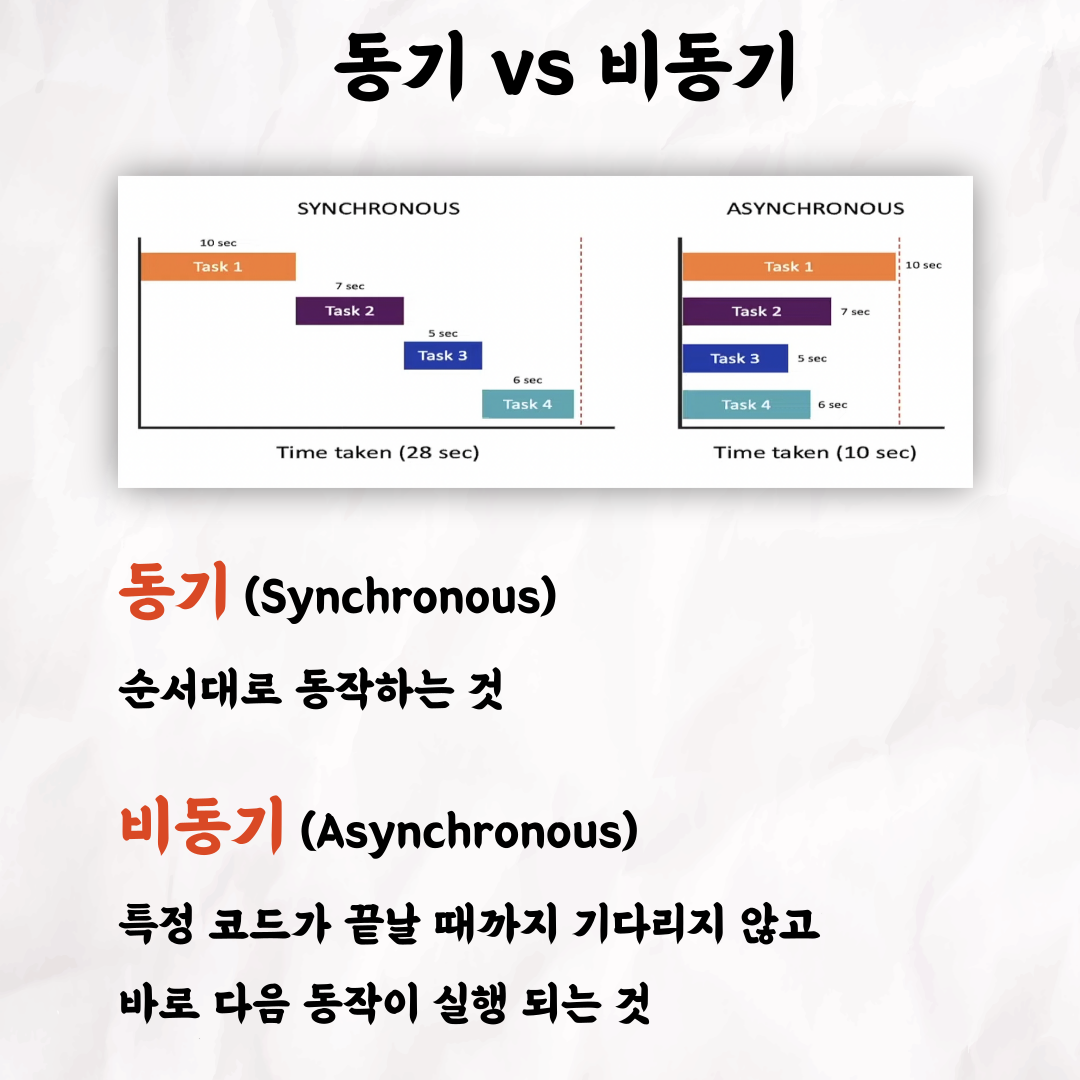 동기 vs 비동기
SYNCHRONOUS
10 sec
Task 1
7 sec
Task 2
5 sec
Task 3
6 sec
Task 4
Time taken (28 sec)
ASYNCHRONOUS
Task 1
10 sec
Task 2
7 sec
Task 3
5 sec
Task 4
6 sec
Time taken (10 sec)
동기 (Synchronous)
순서대로 동작하는 것
비동기 (Asynchronous)
특정 코드가 끝날 때까지 기다리지 않고
바로 다음 동작이 실행 되는 것